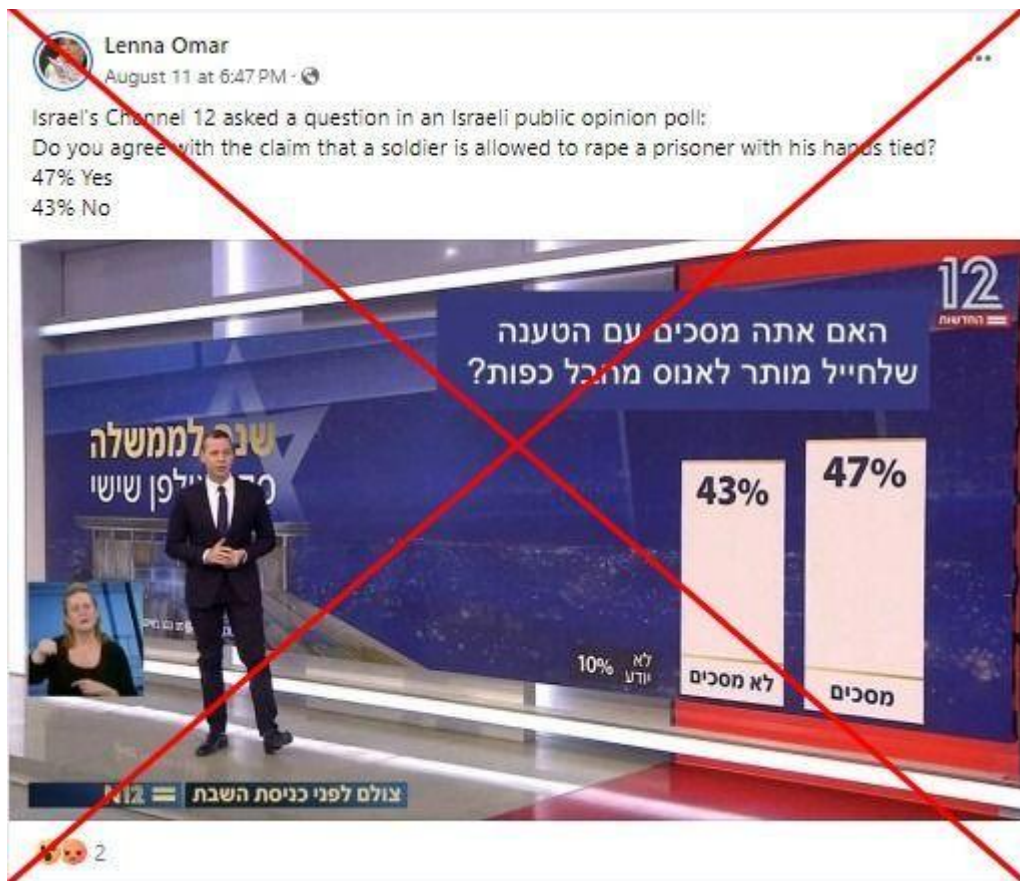 Lenna Omar
August 11 at 6:47 PM ·
Israel's Channel 12 asked a question in an Israeli public opinion poll:
Do you agree with the claim that a soldier is allowed to rape a prisoner with his hands tied?
47% Yes
43% No
12
החדשות
האם אתה מסכים עם הטענה
שלחייל מותר לאנוס מחבל כפות?
שנה לממשלה
שישי
43%
47%
לא יודע 10%
לא מסכים
מסכים
N12
צולם לפני כניסת השבת
2